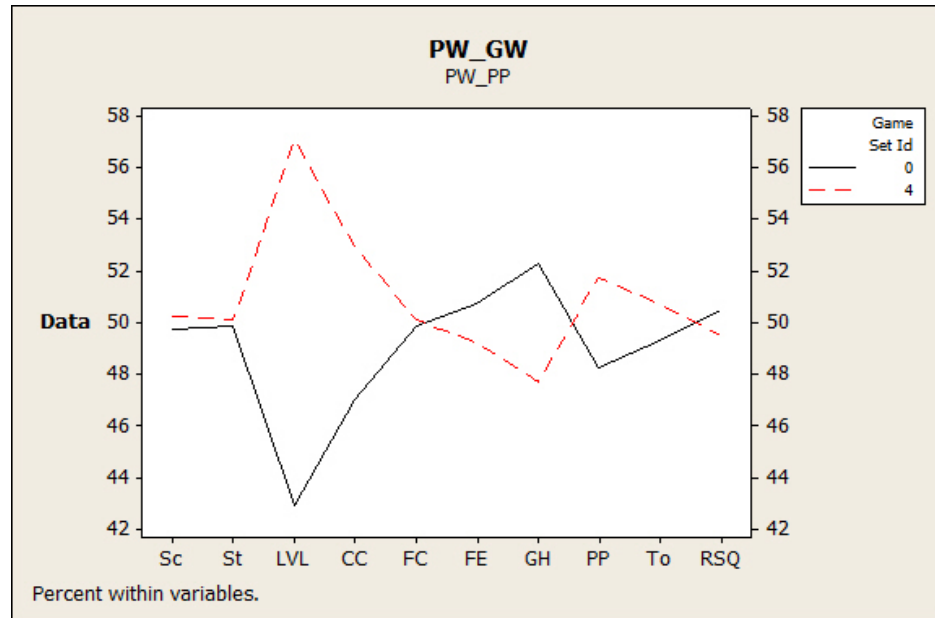 PW_GW
PW_PP
58
56
54
52
50
48
46
44
42
Data
58
56
54
52
50
48
46
44
42
Game
Set Id
0
4
Sc St LVL CC FC FE GH PP To RSQ
Percent within variables.